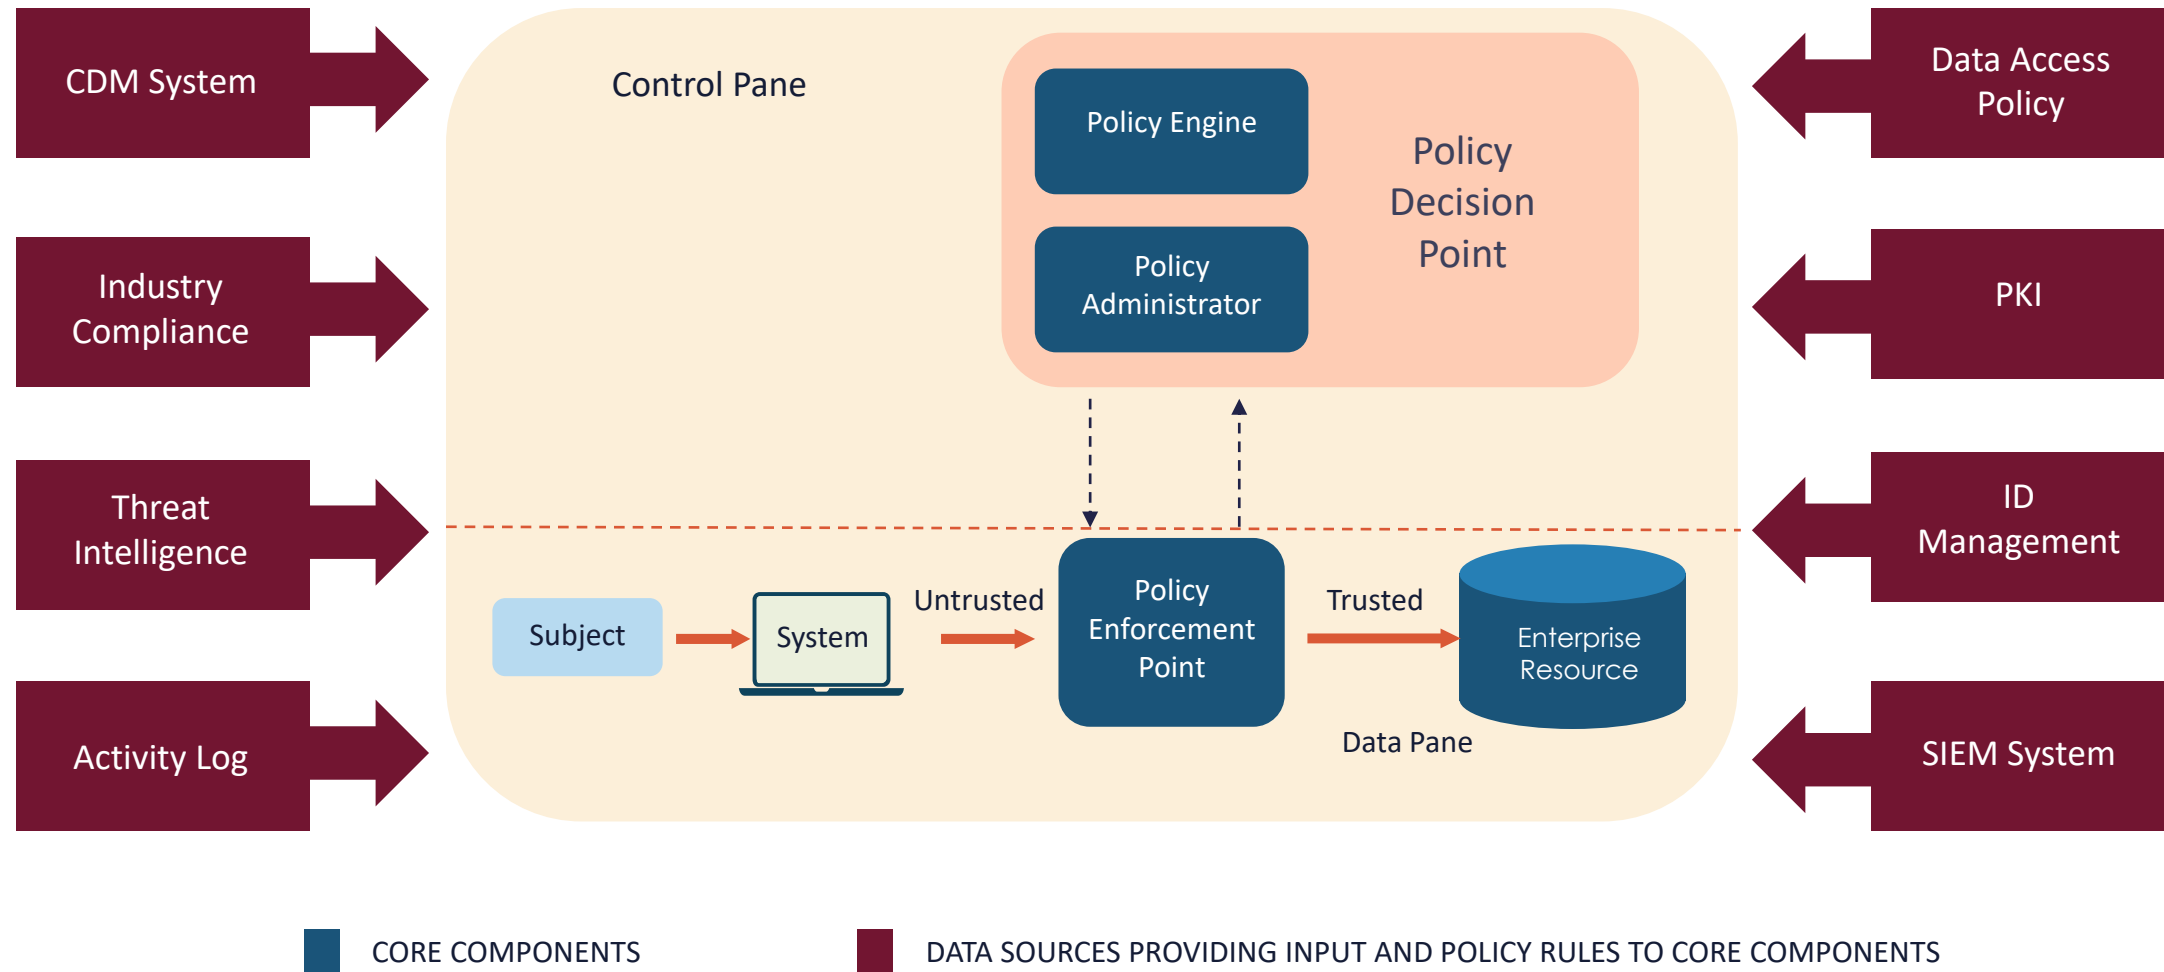 CDM System
Industry
Compliance
Threat
Intelligence
Activity Log
Control Pane
Policy Engine
Policy
Administrator
Policy
Decision
Point
Subject
System
Untrusted
Policy
Enforcement
Point
Trusted
Enterprise
Resource
Data Pane
Data Access
Policy
PKI
ID
Management
SIEM System
CORE COMPONENTS
DATA SOURCES PROVIDING INPUT AND POLICY RULES TO CORE COMPONENTS